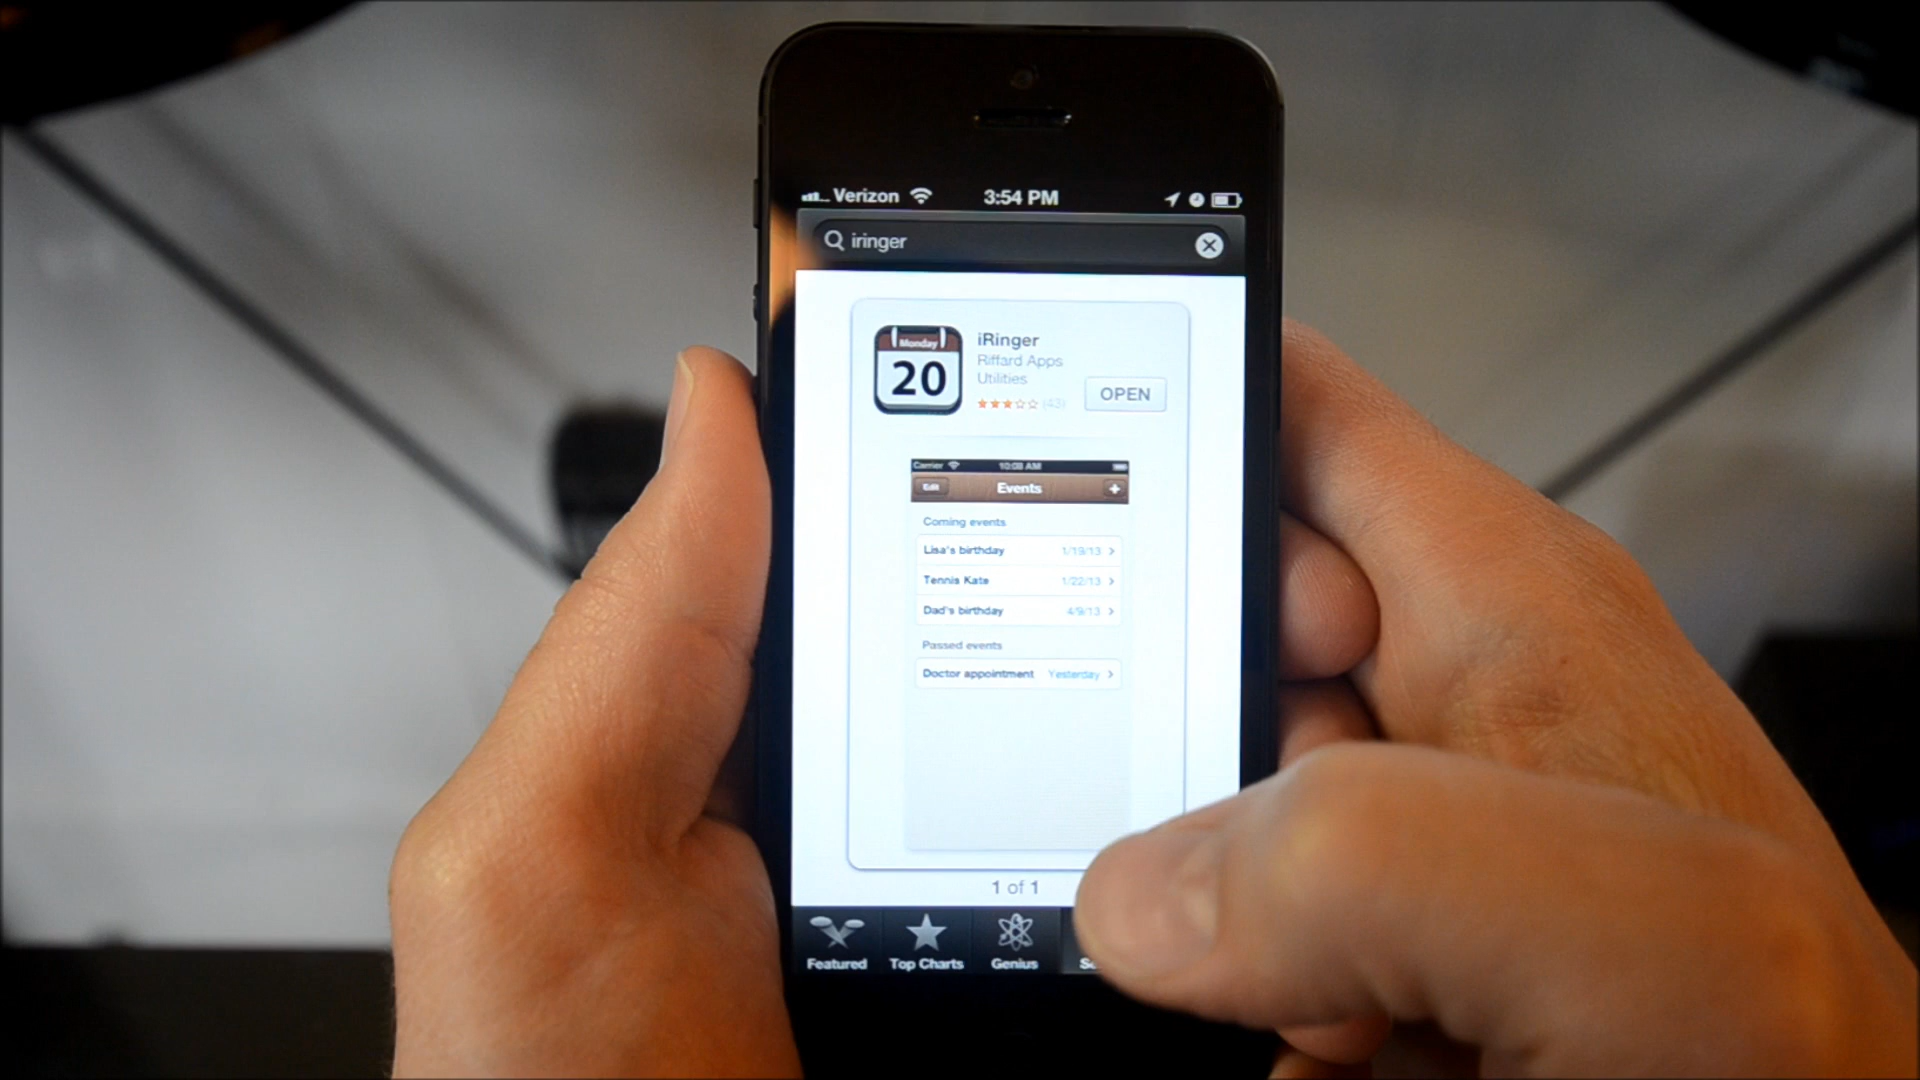 Verizon 3:54 PM
iringer
Monday
20
iRinger
Riffard Apps
Utilities
(43)
OPEN
Carrier 10:08 AM
Edit Events +
Coming events
Lisa's birthday 1/19/13
Tennis Kate 1/22/13
Dad's birthday 4/9/13
Passed events
Doctor appointment Yesterday
1 of 1
Featured Top Charts Genius